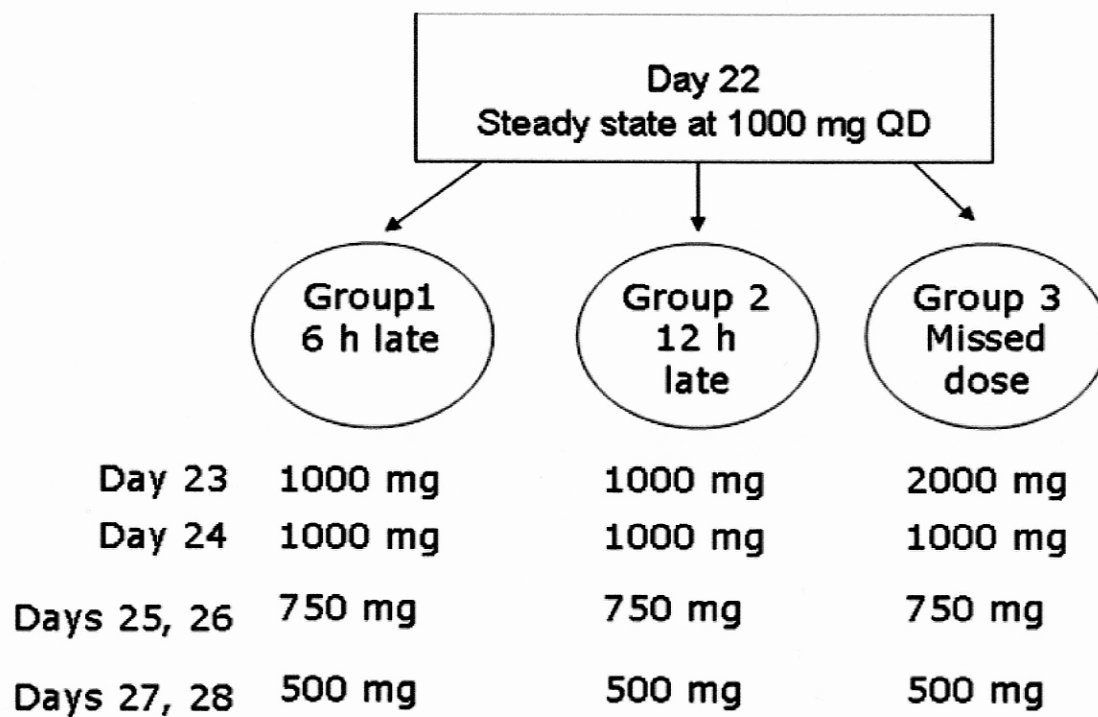 Day 22
Steady state at 1000 mg QD
Group1
6 h late
Group 2
12 h
late
Group 3
Missed
dose
Day 23 1000 mg 1000 mg 2000 mg
Day 24 1000 mg 1000 mg 1000 mg
Days 25, 26 750 mg 750 mg 750 mg
Days 27, 28 500 mg 500 mg 500 mg